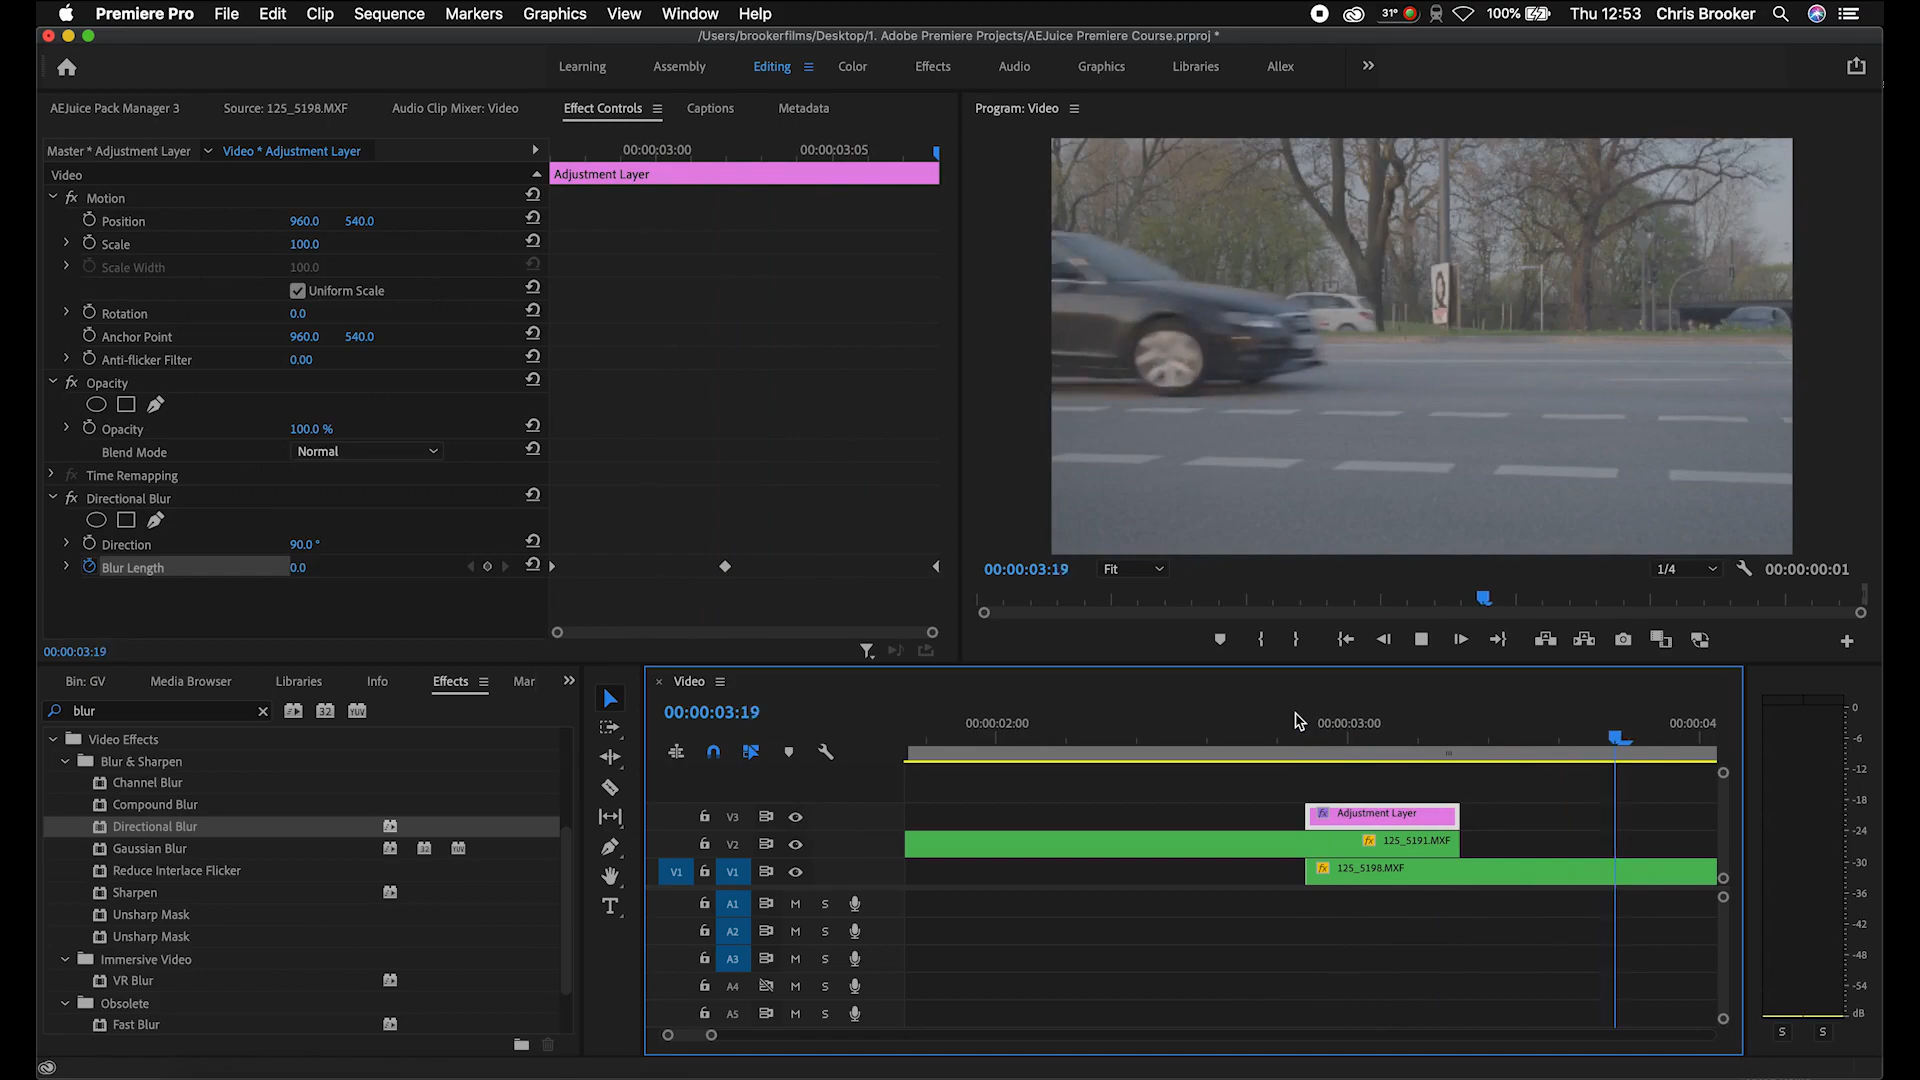 Premiere Pro File Edit Clip Sequence Markers Graphics View Window Help 31° 100% Thu 12:53 Chris Brooker
/Users/brookerfilms/Desktop/1. Adobe Premiere Projects/AEJuice Premiere Course.prproj *
Learning Assembly Editing Color Effects Audio Graphics Libraries Allex
AEJuice Pack Manager 3 Source: 125_5198.MXF Audio Clip Mixer: Video Effect Controls Captions Metadata
Program: Video
Master * Adjustment Layer Video * Adjustment Layer 00:00:03:00 00:00:03:05
Video Adjustment Layer
fx Motion
Position 960.0 540.0
Scale 100.0
Scale Width 100.0
Uniform Scale
Rotation 0.0
Anchor Point 960.0 540.0
Anti-flicker Filter 0.00
fx Opacity
Opacity 100.0 %
Blend Mode Normal
fx Time Remapping
fx Directional Blur
Direction 90.0 °
Blur Length 0.0
00:00:03:19 Fit 1/4 00:00:00:01
00:00:03:19
Bin: GV Media Browser Libraries Info Effects Mar
blur 32 YUV
Video Effects
Blur & Sharpen
Channel Blur
Compound Blur
Directional Blur
Gaussian Blur 32 YUV
Reduce Interlace Flicker
Sharpen
Unsharp Mask
Unsharp Mask
Immersive Video
VR Blur
Obsolete
Fast Blur
Video
00:00:03:19 00:00:02:00 00:00:03:00 00:00:04
V3 fx Adjustment Layer
V2 fx 125_5191.MXF
V1 V1 fx 125_5198.MXF
A1 M S
A2 M S
A3 M S
A4 M S
A5 M S
0
-6
-12
-18
-24
-30
-36
-42
-48
-54
dB
S S